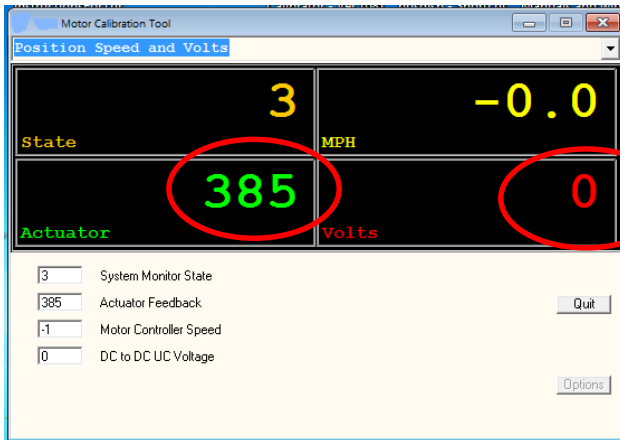 Motor Calibration Tool
Position Speed and Volts
3
State
-0.0
MPH
385
Actuator
0
Volts
3 System Monitor State
385 Actuator Feedback
Quit
-1 Motor Controller Speed
0 DC to DC UC Voltage
Options